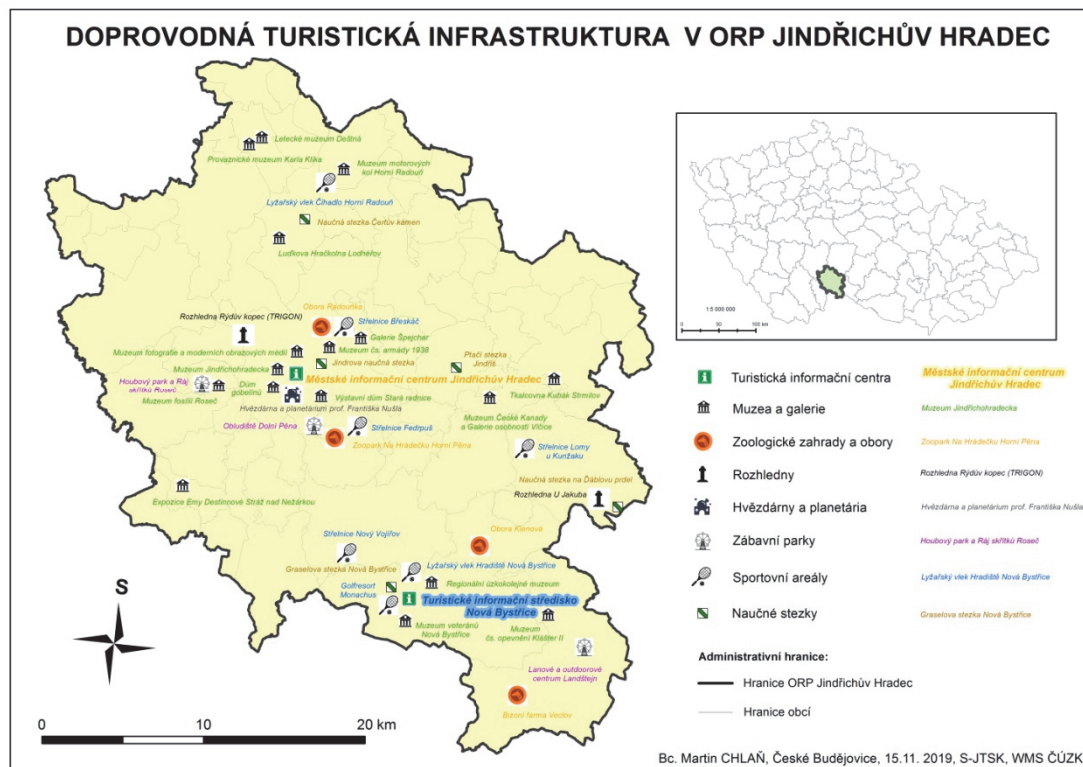 DOPROVODNÁ TURISTICKÁ INFRASTRUKTURA V ORP JINDŘICHŮV HRADEC
Letecké muzeum Deštná
Provaznické muzeum Karla Klika
Muzeum motorových
kol Horní Radouň
Lyžařský vlek Čihadlo Horní Radouň
Naučná stezka Čertův kámen
Luďkova Hračkolna Lodhéřov
Obora Radouňka
Rozhledna Rýdův kopec (TRIGON)
Střelnice Břeskáč
Galerie Špejchar
Muzeum fotografie a moderních obrazových médií
Muzeum čs. armády 1938
Jindrova naučná stezka
Ptačí stezka
Jindřiš
Muzeum Jindřichohradecka
Městské informační centrum Jindřichův Hradec
Houbový park a Ráj
skřítků Roseč
Muzeum fosilií Roseč
Dům
gobelínů
Výstavní dům Stará radnice
Tkalcovna Kubák Strmilov
Hvězdárna a planetárium prof. Františka Nušla
Muzeum České Kanady
a Galerie osobností Vlčice
Obludiště Dolní Pěna
Střelnice Fedrpuš
Zoopark Na Hrádečku Horní Pěna
Střelnice Lomy
u Kunžaku
Naučná stezka na Ďáblovu prdel
Rozhledna U Jakuba
Expozice Emy Destinnové Stráž nad Nežárkou
Obora Klenová
Střelnice Nový Vojířov
Graselova stezka Nová Bystřice
Lyžařský vlek Hradiště Nová Bystřice
Golfresort
Monachus
Regionální úzkokolejné muzeum
Turistické informační středisko
Nová Bystřice
Muzeum veteránů
Nová Bystřice
Muzeum
čs. opevnění Klášter II
Lanové a outdoorové
centrum Landštejn
Bizoní farma Veclov
S
0 10 20 km
1:5 000 000
0 50 100 km
Turistická informační centra
Městské informační centrum
Jindřichův Hradec
Muzea a galerie
Muzeum Jindřichohradecka
Zoologické zahrady a obory
Zoopark Na Hrádečku Horní Pěna
Rozhledny
Rozhledna Rýdův kopec (TRIGON)
Hvězdárny a planetária
Hvězdárna a planetárium prof. Františka Nušla
Zábavní parky
Houbový park a Ráj skřítků Roseč
Sportovní areály
Lyžařský vlek Hradiště Nová Bystřice
Naučné stezky
Graselova stezka Nová Bystřice
Administrativní hranice:
Hranice ORP Jindřichův Hradec
Hranice obcí
Bc. Martin CHLAŇ, České Budějovice, 15.11. 2019, S-JTSK, WMS ČÚZK